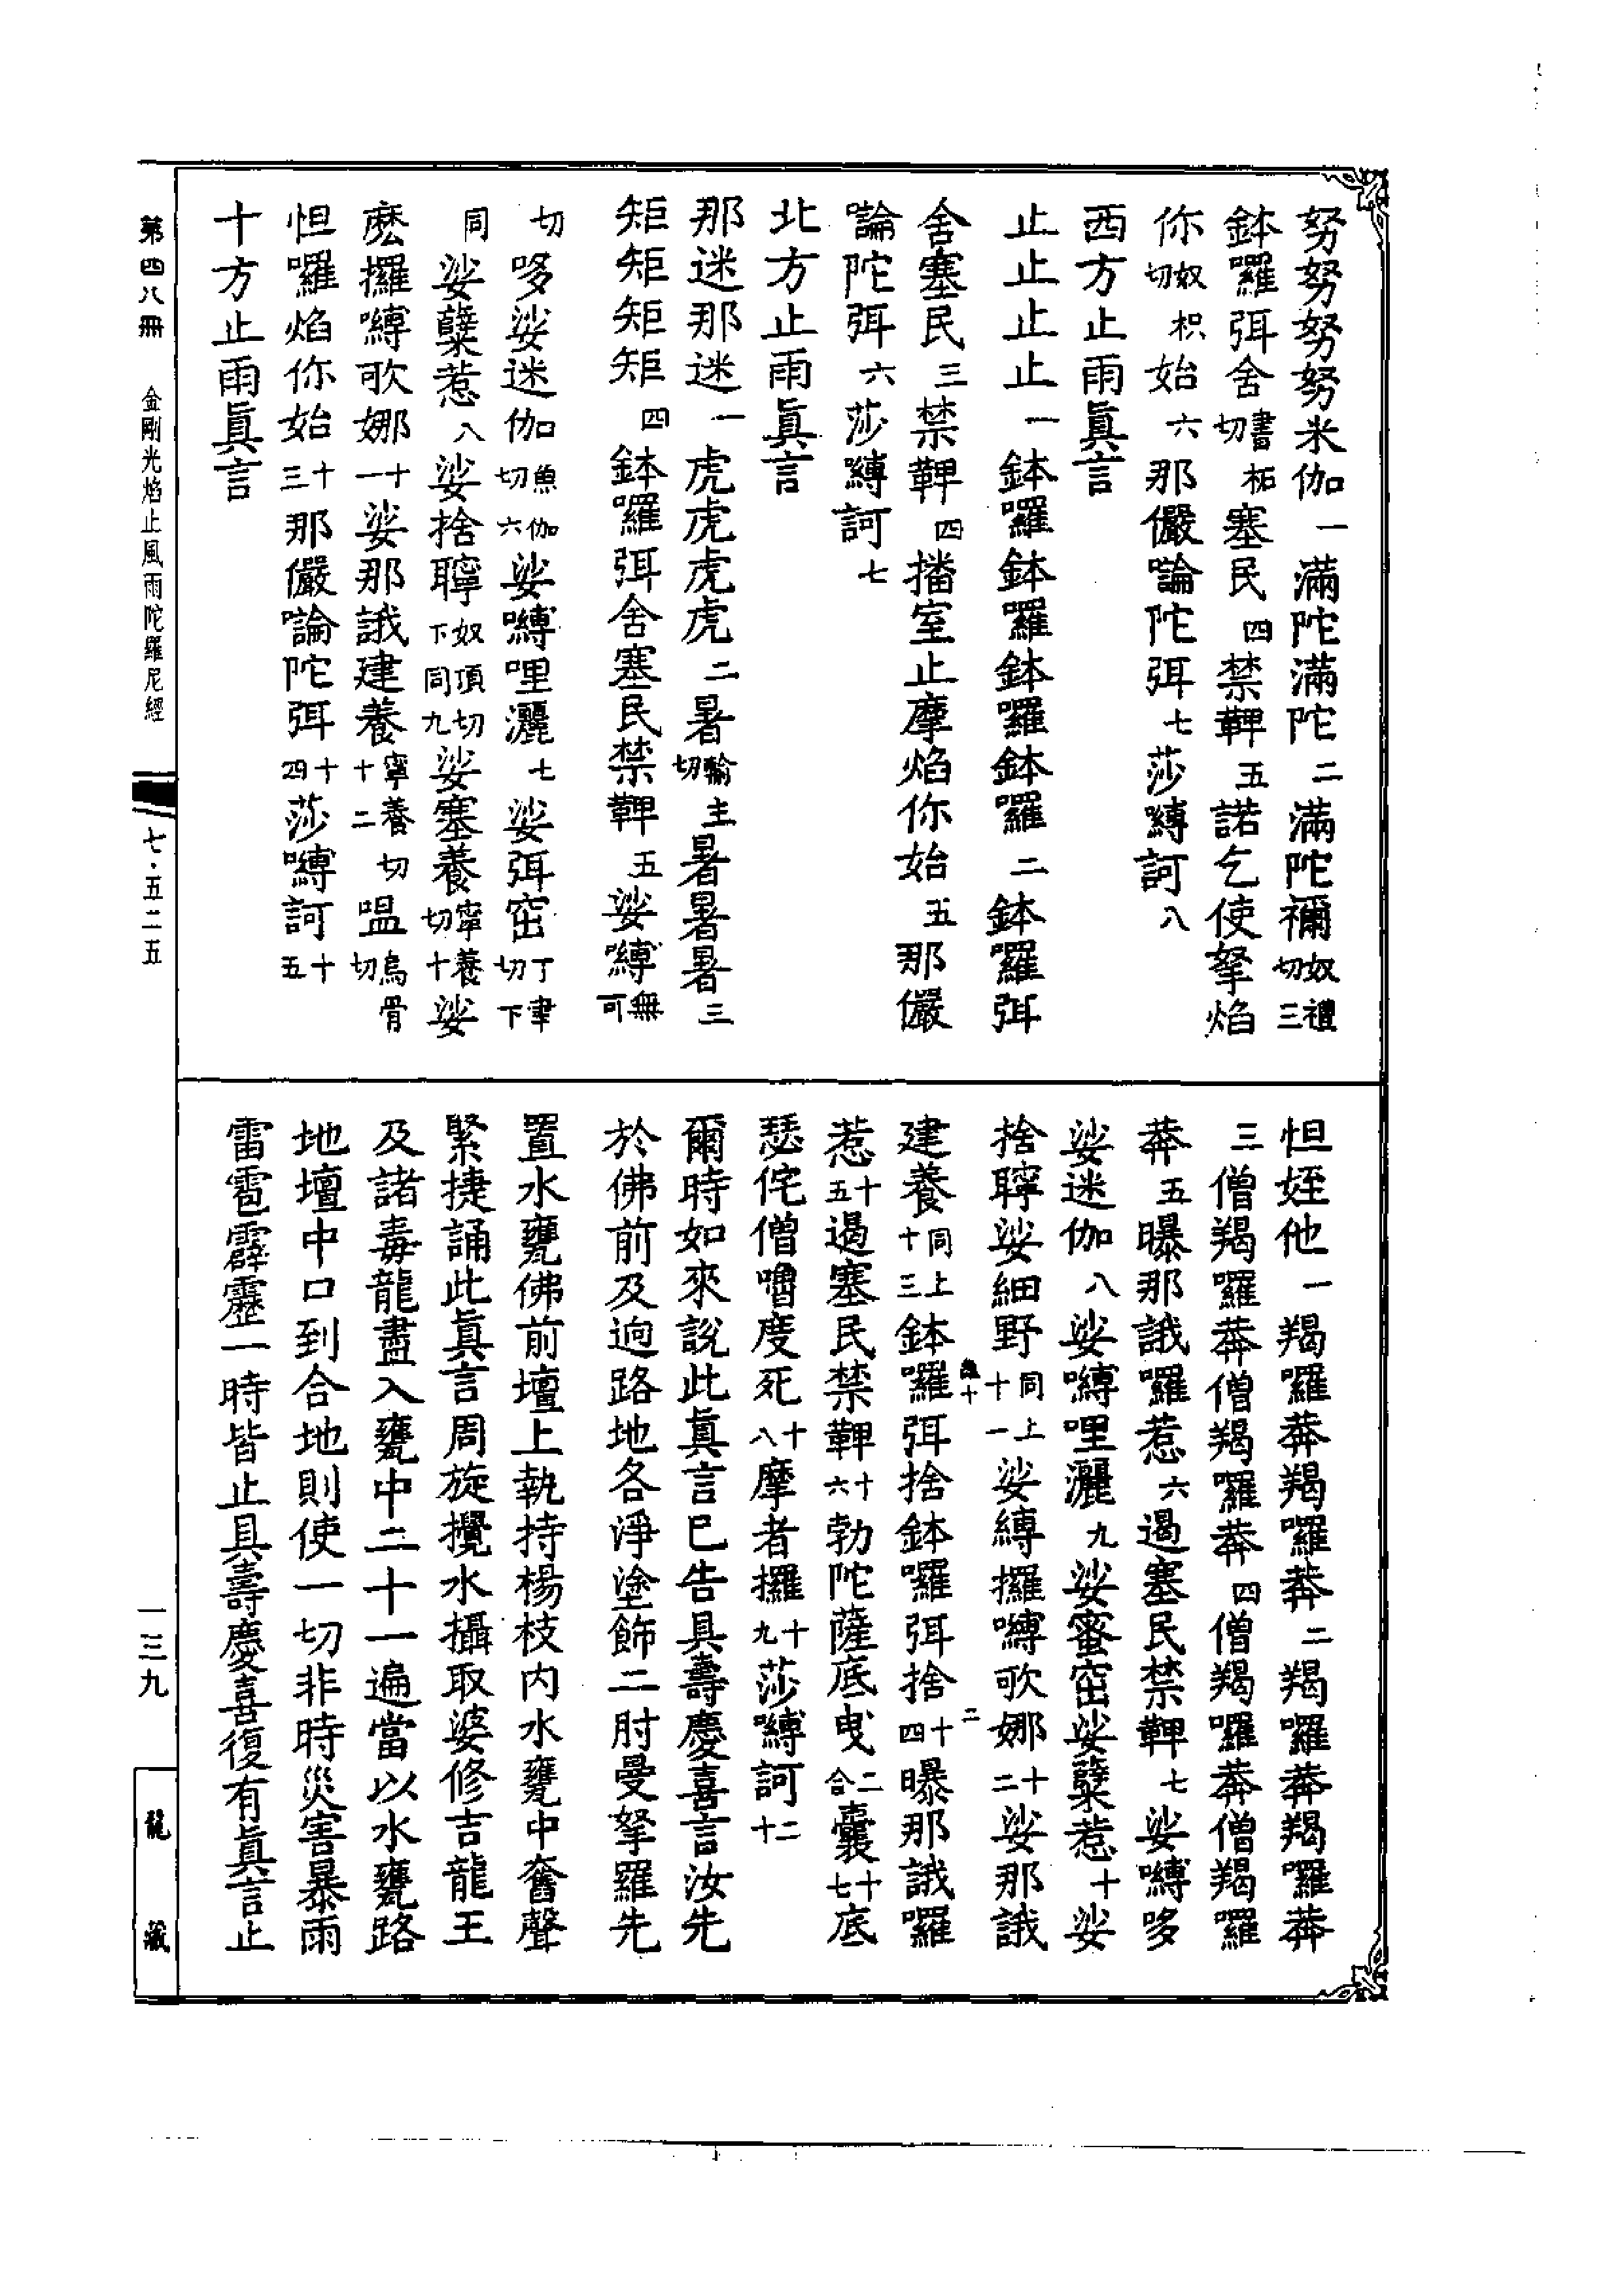 努努努努米伽一滿陀滿陀二滿陀禰奴禮切三
鉢囉弭舍書柘切塞民四禁鞞五諾乞使拏焰
你奴枳切始六那儼㘕陀弭七莎縛訶八
西方止雨眞言
止止止止一鉢囉鉢囉鉢囉鉢囉二鉢囉弭
舍塞民三禁鞞四播室止摩焰你始五那儼
㘕陀弭六莎縛訶七
北方止雨眞言
那迷那迷一虎虎虎虎二暑輸主切暑暑暑三
矩矩矩矩四鉢囉弭舍塞民禁鞞五娑嚩無可
切哆娑迷伽魚伽切六娑嚩哩灑七娑弭窋丁聿切下
同娑蘖惹八娑捨聹奴頂切下同九娑塞養寧養切十娑
麽攞嚩歌娜十一娑那誐建養寧養切十二嗢烏骨切
怛囉焰你始十三那儼㘕陀弭十四莎嚩訶十五
十方止雨眞言
怛姪他一羯囉莾羯囉莾二羯囉莾羯囉莾
三僧羯囉莾僧羯囉莾四僧羯囉莾僧羯囉
莾五曝那誐囉惹六遏塞民禁鞞七娑嚩哆
娑迷伽八娑嚩哩灑九娑蜜窋娑蘖惹十娑
捨聹娑細野同上十一娑縛攞嚩歌娜十二娑那誐
建養同上十三鉢囉弭捨鉢囉弭捨十四曝那誐囉
惹十五遏塞民禁鞞十六勃陀薩底曳二合囊十七底
瑟侘僧嚕度死十八摩者攞十九莎嚩訶二十
爾時如來說此眞言已告具壽慶喜言汝先
於佛前及逈路地各淨塗飾二肘曼拏羅先
置水甕佛前壇上執持楊枝内水甕中奮聲
緊捷誦此眞言周旋攪水攝取婆修吉龍王
及諸毒龍盡入甕中二十一遍當以水甕路
地壇中口到合地則使一切非時災害暴雨
雷雹霹靂一時皆止具壽慶喜復有眞言止
第四八冊 金剛光焰止風雨陀羅尼經 七·五二五
一三九
龍藏